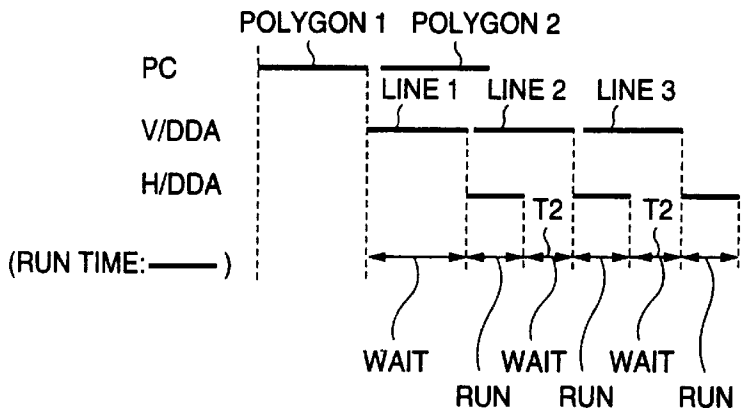 POLYGON 1 POLYGON 2
PC
LINE 1 LINE 2 LINE 3
V/DDA
H/DDA
T2 T2
(RUN TIME: )
WAIT WAIT WAIT
RUN RUN RUN